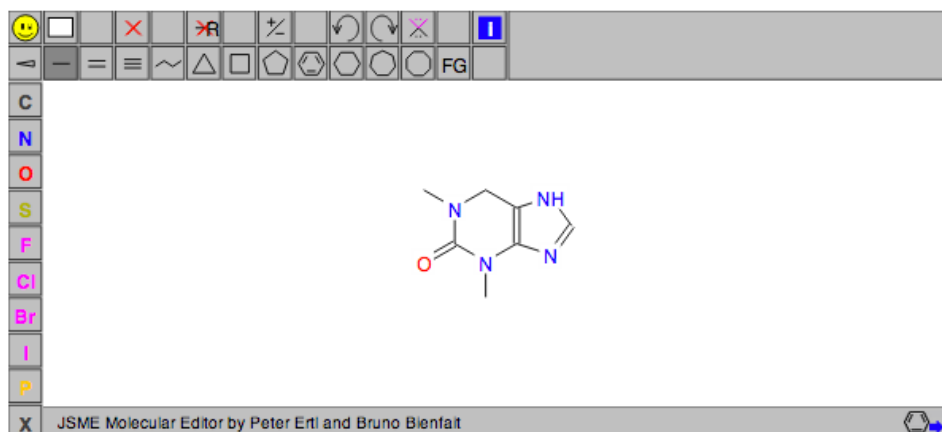 R +/- I
FG
C
N
O
S
F
Cl
Br
I
P
X
N NH
O N N
JSME Molecular Editor by Peter Ertl and Bruno Bienfait